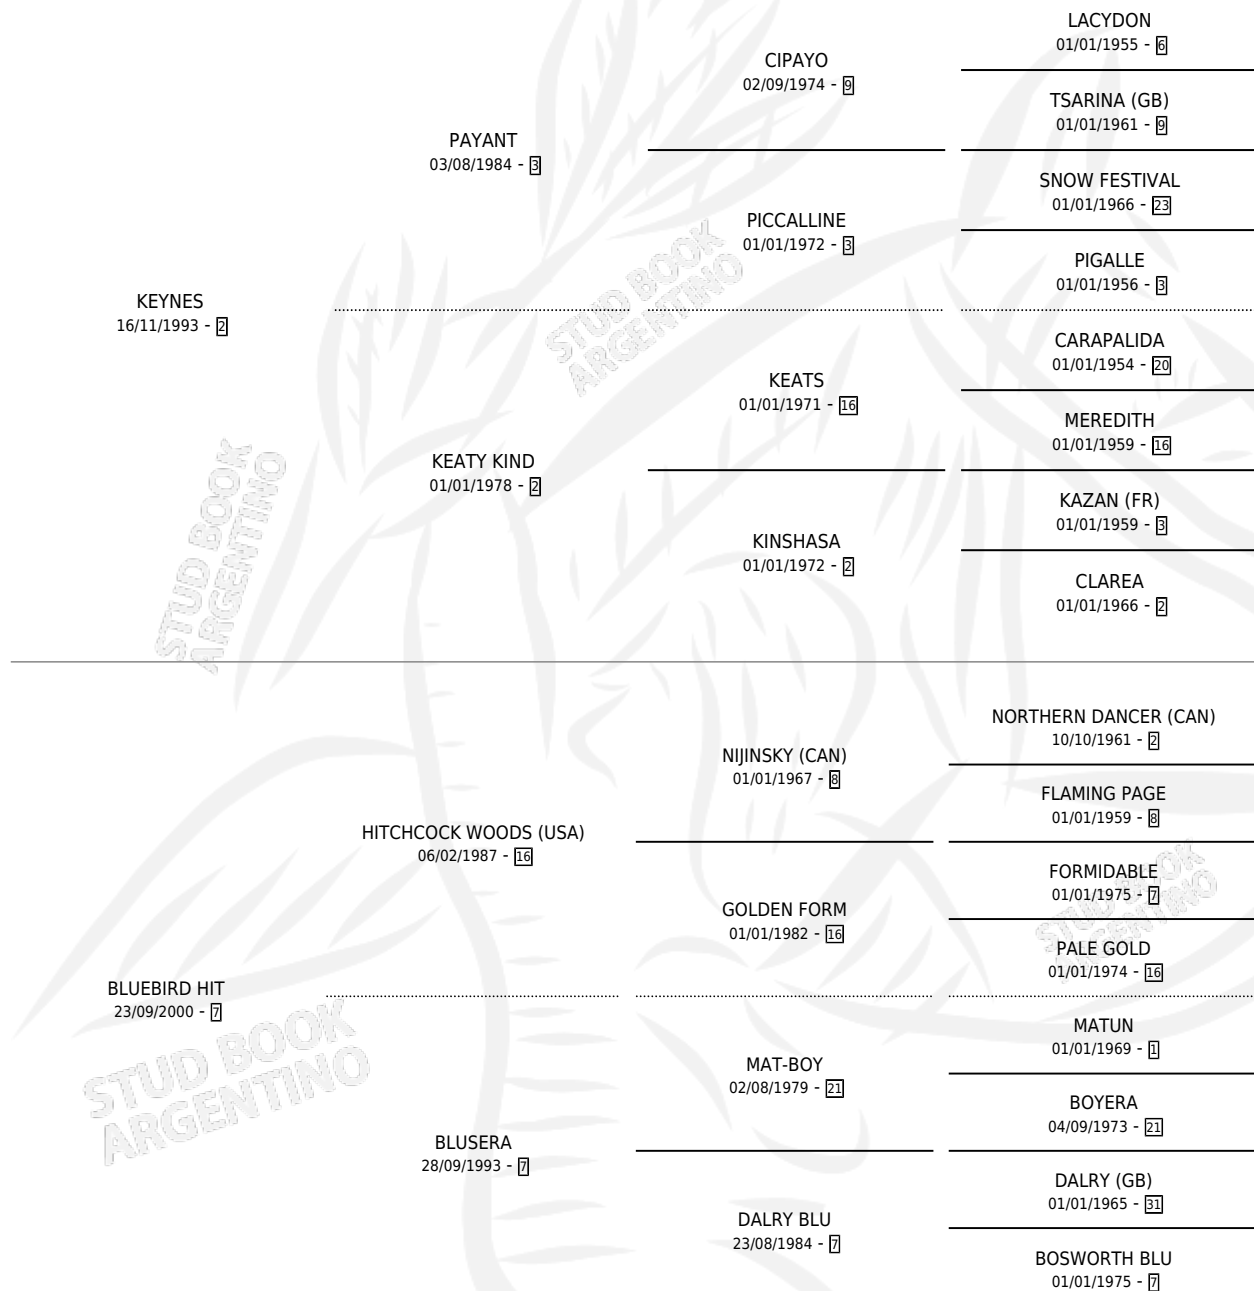 LACYDON
01/01/1955 - 6
CIPAYO
02/09/1974 - 9
TSARINA (GB)
01/01/1961 - 9
PAYANT
03/08/1984 - 3
SNOW FESTIVAL
01/01/1966 - 23
PICCALLINE
01/01/1972 - 3
PIGALLE
01/01/1956 - 3
KEYNES
16/11/1993 - 2
CARAPALIDA
01/01/1954 - 20
KEATS
01/01/1971 - 16
MEREDITH
01/01/1959 - 16
KEATY KIND
01/01/1978 - 2
KAZAN (FR)
01/01/1959 - 3
KINSHASA
01/01/1972 - 2
CLAREA
01/01/1966 - 2
NORTHERN DANCER (CAN)
10/10/1961 - 2
NIJINSKY (CAN)
01/01/1967 - 8
FLAMING PAGE
01/01/1959 - 8
HITCHCOCK WOODS (USA)
06/02/1987 - 16
FORMIDABLE
01/01/1975 - 7
GOLDEN FORM
01/01/1982 - 16
PALE GOLD
01/01/1974 - 16
BLUEBIRD HIT
23/09/2000 - 7
MATUN
01/01/1969 - 1
MAT-BOY
02/08/1979 - 21
BOYERA
04/09/1973 - 21
BLUSERA
28/09/1993 - 7
DALRY (GB)
01/01/1965 - 31
DALRY BLU
23/08/1984 - 7
BOSWORTH BLU
01/01/1975 - 7
STUD BOOK
ARGENTINO
STUD BOOK
ARGENTINO
STUD BOOK
ARGENTINO
STUD BOOK
ARGENTINO